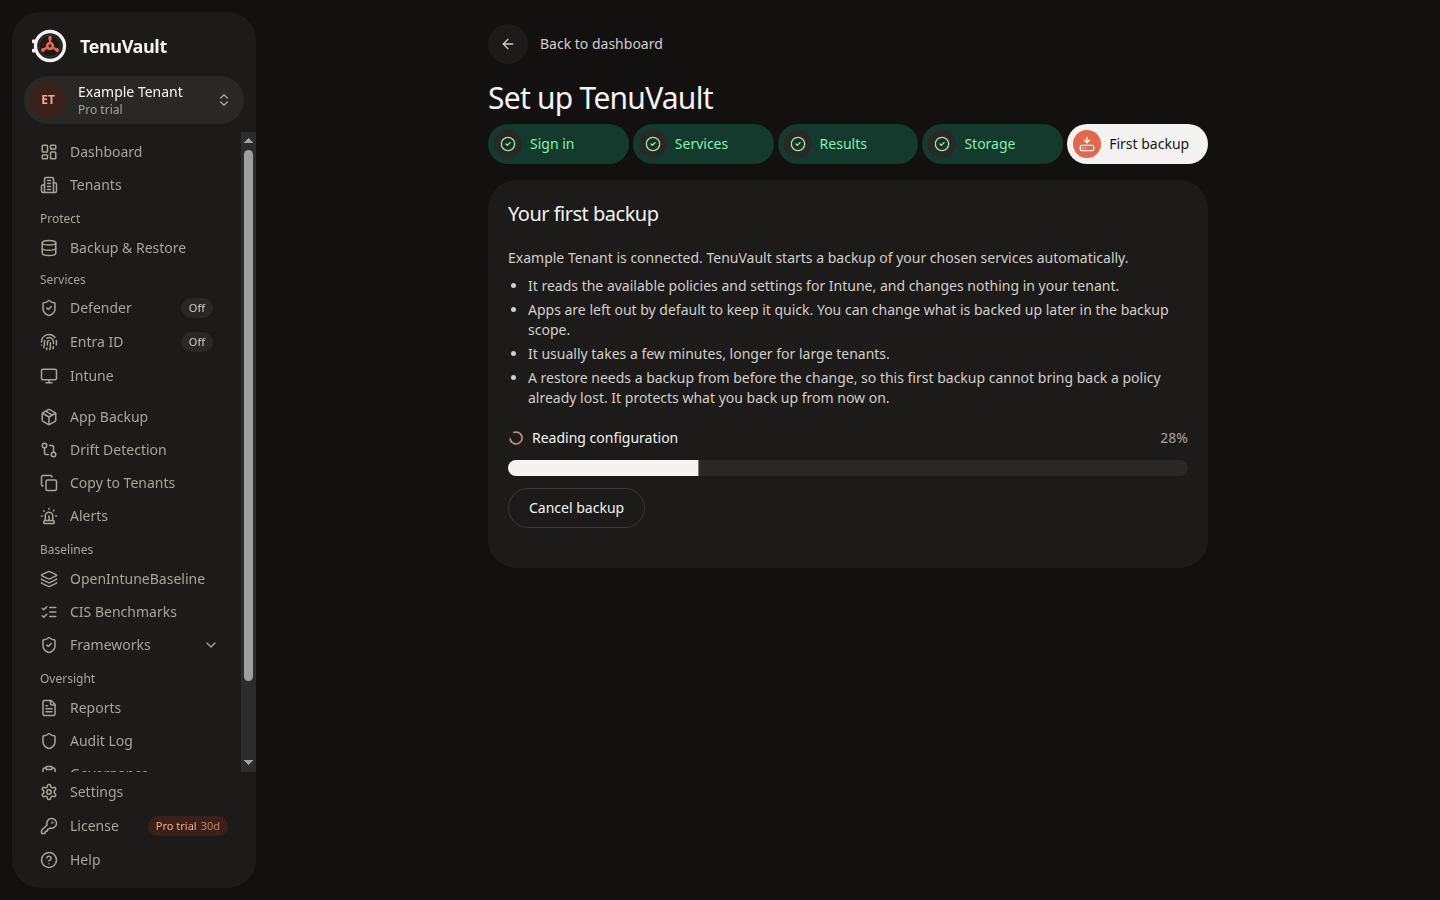 TenuVault
ET
Example Tenant
Pro trial
Dashboard
Tenants
Protect
Backup & Restore
Services
Defender
Off
Entra ID
Off
Intune
App Backup
Drift Detection
Copy to Tenants
Alerts
Baselines
OpenIntuneBaseline
CIS Benchmarks
Frameworks
Oversight
Reports
Audit Log
Settings
License
Pro trial 30d
Help
Back to dashboard
Set up TenuVault
Sign in
Services
Results
Storage
First backup
Your first backup
Example Tenant is connected. TenuVault starts a backup of your chosen services automatically.
It reads the available policies and settings for Intune, and changes nothing in your tenant.
Apps are left out by default to keep it quick. You can change what is backed up later in the backup
scope.
It usually takes a few minutes, longer for large tenants.
A restore needs a backup from before the change, so this first backup cannot bring back a policy
already lost. It protects what you back up from now on.
Reading configuration
28%
Cancel backup